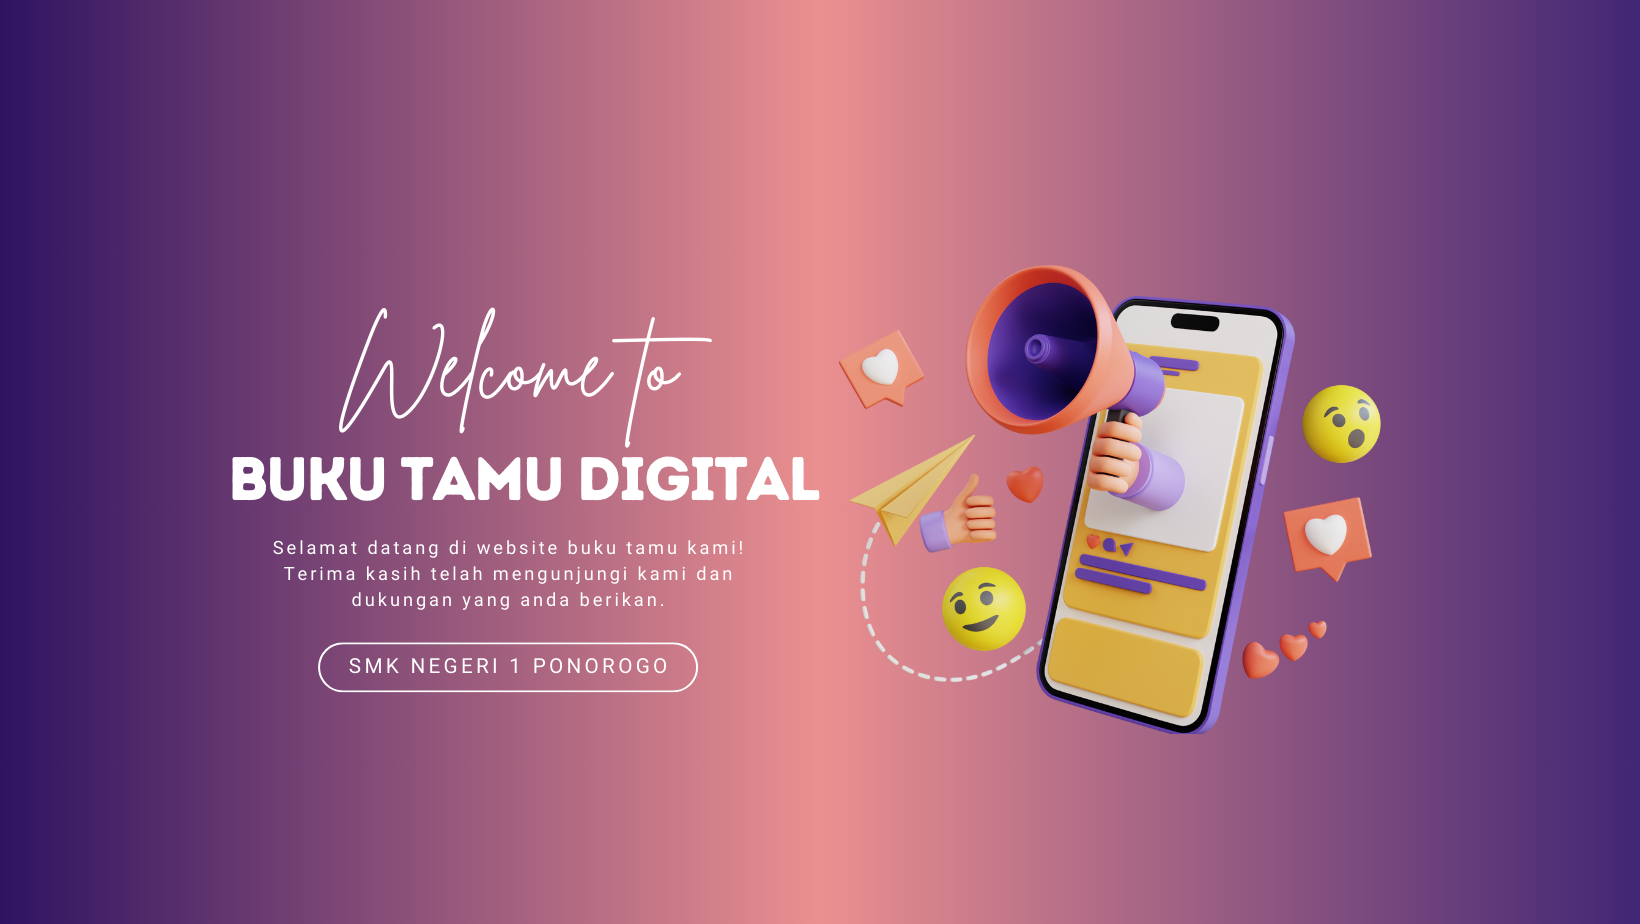 Welcome to
BUKU TAMU DIGITAL
Selamat datang di website buku tamu kami!
Terima kasih telah mengunjungi kami dan
dukungan yang anda berikan.
SMK NEGERI 1 PONOROGO